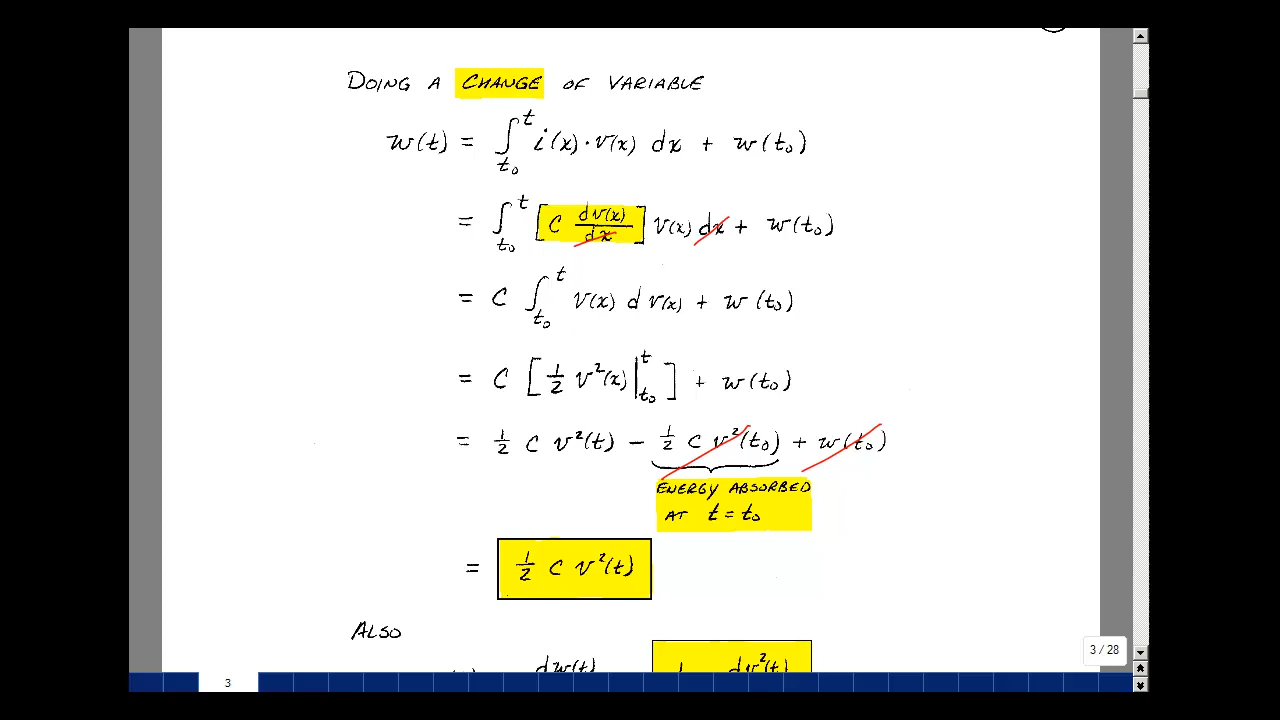 DOING A CHANGE OF VARIABLE
w(t) = ∫_{t₀}^{t} i(x)·v(x) dx + w(t₀)
= ∫_{t₀}^{t} [C dv(x)/dx] v(x) dx + w(t₀)
= C ∫_{t₀}^{t} v(x) dv(x) + w(t₀)
= C [½ v²(x)|_{t₀}^{t}] + w(t₀)
= ½ C v²(t) − ½ C v²(t₀) + w(t₀)
ENERGY ABSORBED
AT t = t₀
= ½ C v²(t)
ALSO
dw(t) dv²(t)
3 / 28
3